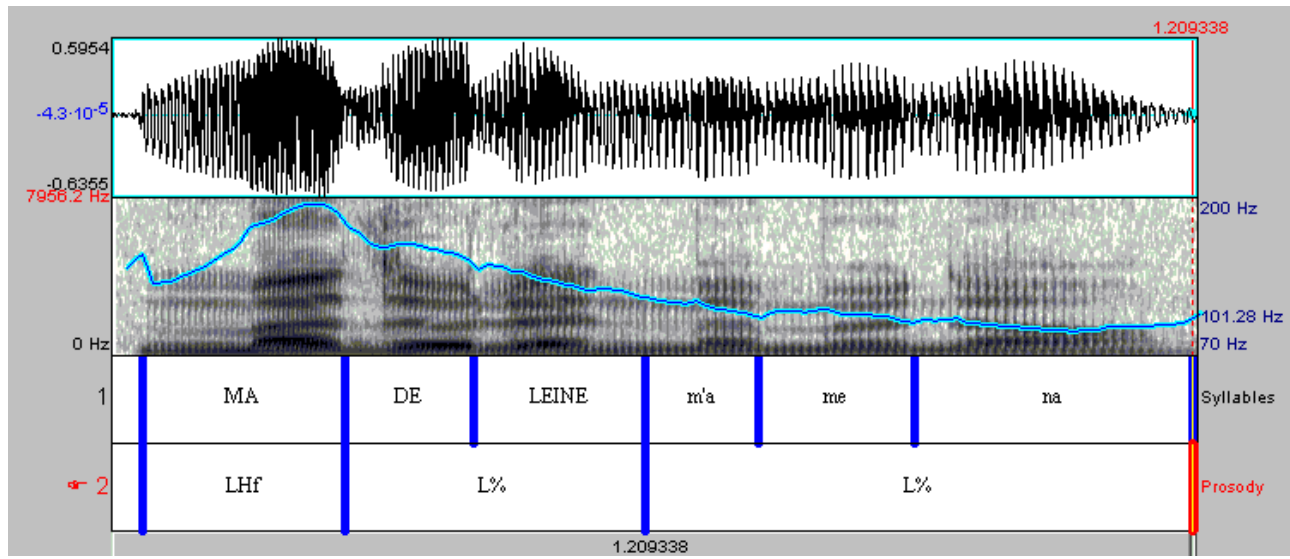 1.209338
0.5954
-4.3·10-5
-0.6355
7956.2 Hz
200 Hz
101.28 Hz
0 Hz
70 Hz
1 MA DE LEINE m'a me na Syllables
2 LHf L% L% Prosody
1.209338